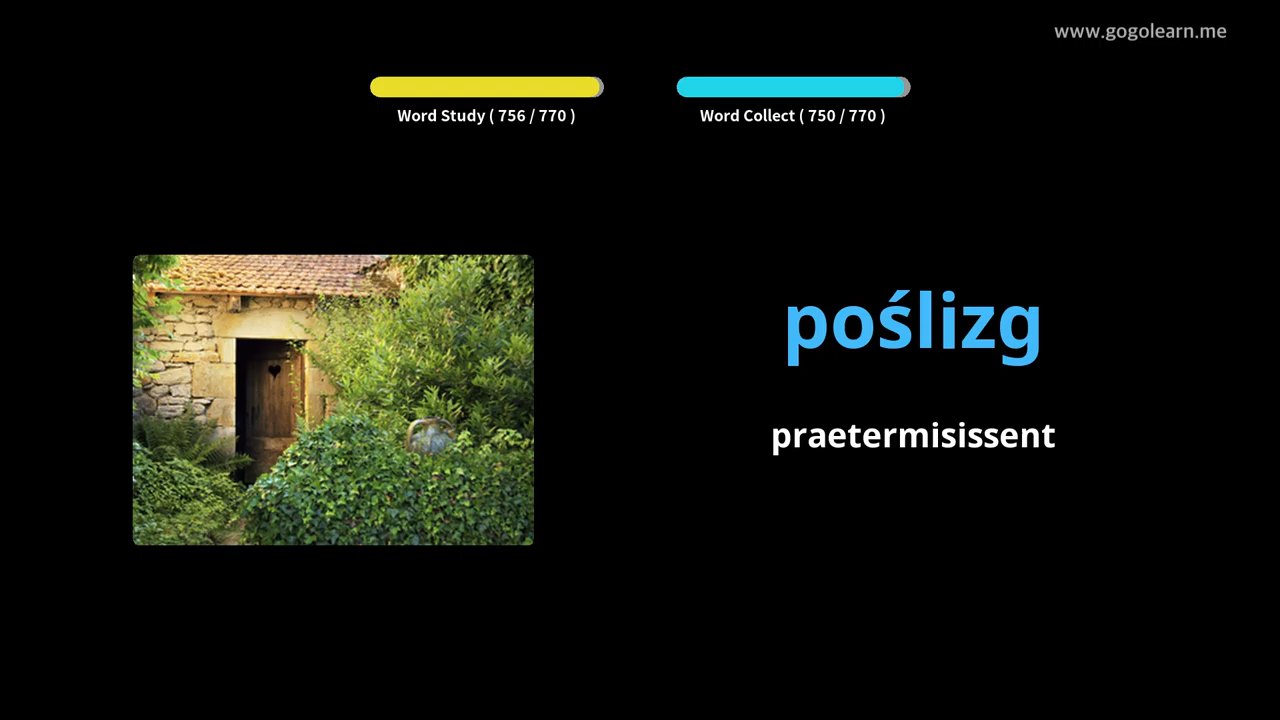 www.gogolearn.me
Word Study ( 756 / 770 )
Word Collect ( 750 / 770 )
poślizg
praetermisissent